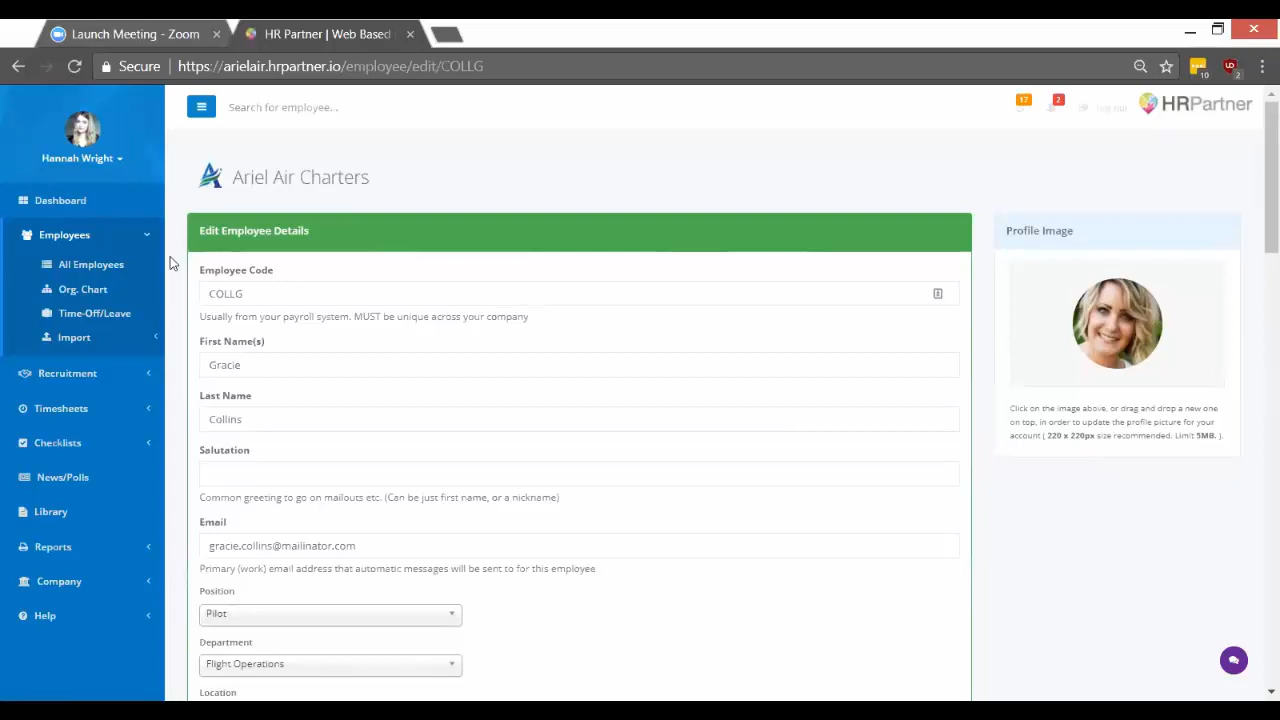 Launch Meeting - Zoom
HR Partner | Web Based
Secure
https://arielair.hrpartner.io/employee/edit/COLLG
10
2
Hannah Wright
Search for employee...
17
2
log out
HRPartner
Dashboard
Employees
All Employees
Org. Chart
Time-Off/Leave
Import
Recruitment
Timesheets
Checklists
News/Polls
Library
Reports
Company
Help
Ariel Air Charters
Edit Employee Details
Employee Code
COLLG
Usually from your payroll system. MUST be unique across your company
First Name(s)
Gracie
Last Name
Collins
Salutation
Common greeting to go on mailouts etc. (Can be just first name, or a nickname)
Email
gracie.collins@mailinator.com
Primary (work) email address that automatic messages will be sent to for this employee
Position
Pilot
Department
Flight Operations
Location
Profile Image
Click on the image above, or drag and drop a new one
on top, in order to update the profile picture for your
account ( 220 x 220px size recommended. Limit 5MB. ).